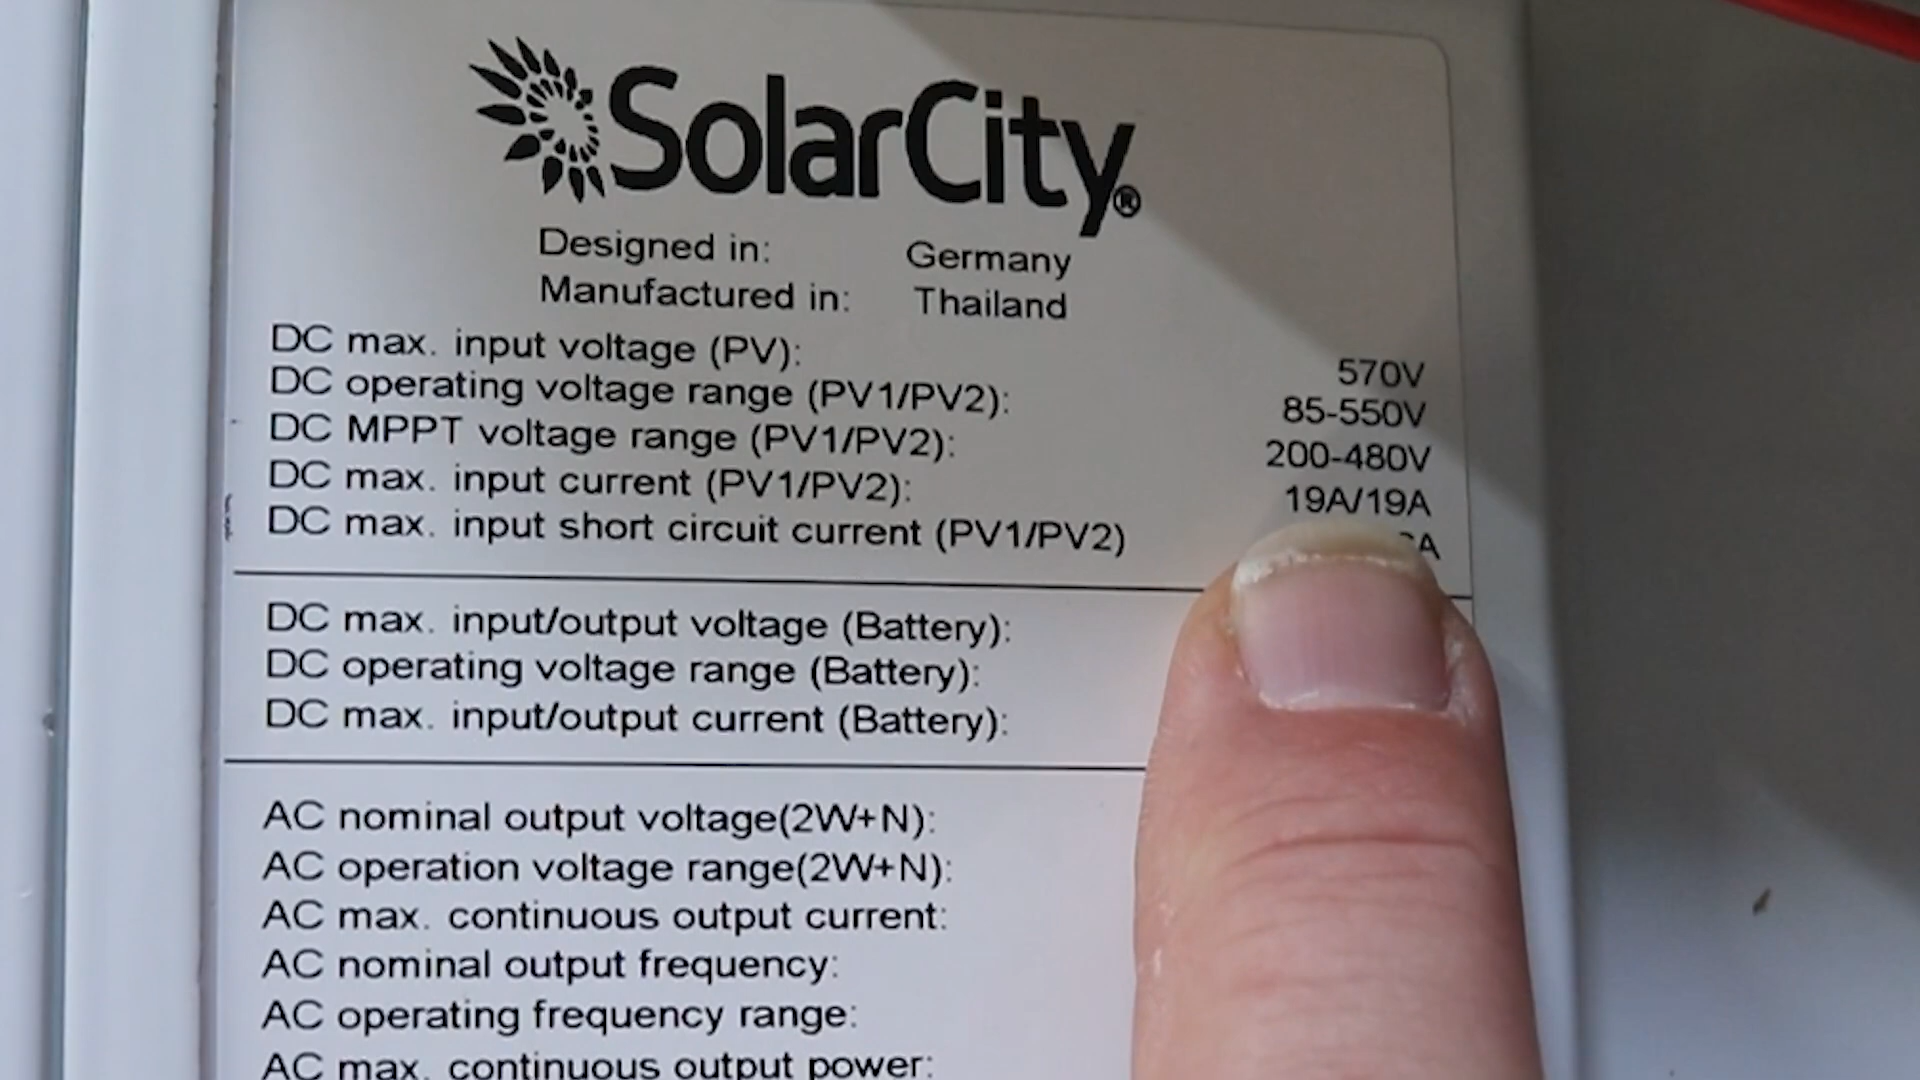 SolarCity®
Designed in: Germany
Manufactured in: Thailand
DC max. input voltage (PV): 570V
DC operating voltage range (PV1/PV2): 85-550V
DC MPPT voltage range (PV1/PV2): 200-480V
DC max. input current (PV1/PV2): 19A/19A
DC max. input short circuit current (PV1/PV2)
DC max. input/output voltage (Battery):
DC operating voltage range (Battery):
DC max. input/output current (Battery):
AC nominal output voltage(2W+N):
AC operation voltage range(2W+N):
AC max. continuous output current:
AC nominal output frequency:
AC operating frequency range:
AC max. continuous output power: